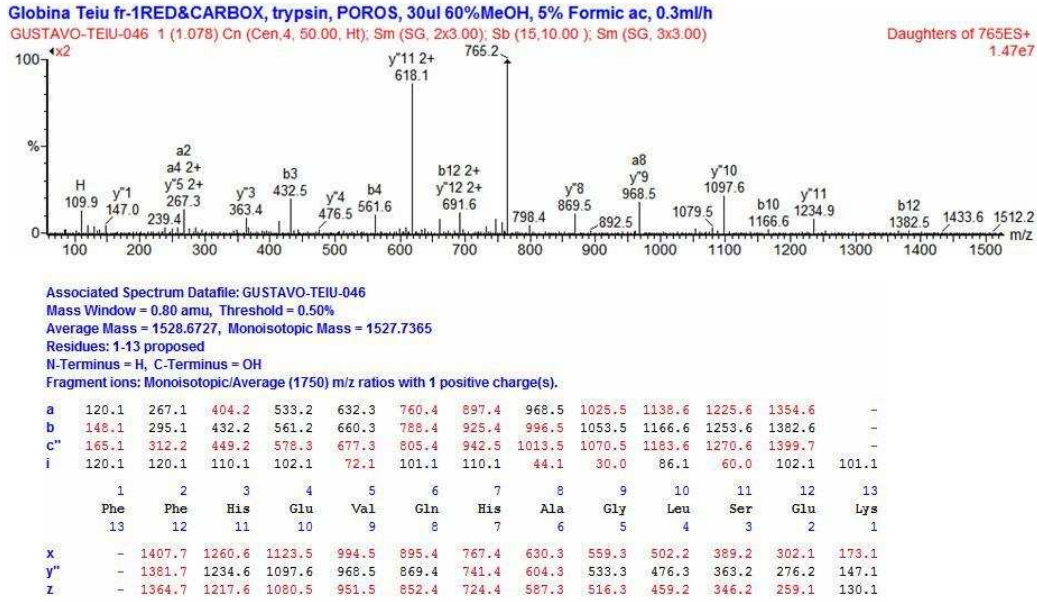 Globina Teiu fr-1RED&CARBOX, trypsin, POROS, 30ul 60%MeOH, 5% Formic ac, 0.3ml/h
GUSTAVO-TEIU-046 1 (1.078) Cn (Cen,4, 50.00, Ht); Sm (SG, 2x3.00); Sb (15,10.00 ); Sm (SG, 3x3.00) Daughters of 765ES+
x2 1.47e7
100 y"11 2+ 765.2
618.1
%
a2
a4 2+ b12 2+ a8
H y"5 2+ b3 y"12 2+ y"9 y"10
109.9 y"1 267.3 y"3 432.5 y"4 b4 691.6 y"8 968.5 1097.6 b10 y"11 b12
147.0 239.4 363.4 476.5 561.6 798.4 869.5 892.5 1079.5 1166.6 1234.9 1382.5 1433.6 1512.2
0 m/z
100 200 300 400 500 600 700 800 900 1000 1100 1200 1300 1400 1500
Associated Spectrum Datafile: GUSTAVO-TEIU-046
Mass Window = 0.80 amu, Threshold = 0.50%
Average Mass = 1528.6727, Monoisotopic Mass = 1527.7365
Residues: 1-13 proposed
N-Terminus = H, C-Terminus = OH
Fragment ions: Monoisotopic/Average (1750) m/z ratios with 1 positive charge(s).
a 120.1 267.1 404.2 533.2 632.3 760.4 897.4 968.5 1025.5 1138.6 1225.6 1354.6 -
b 148.1 295.1 432.2 561.2 660.3 788.4 925.4 996.5 1053.5 1166.6 1253.6 1382.6 -
c" 165.1 312.2 449.2 578.3 677.3 805.4 942.5 1013.5 1070.5 1183.6 1270.6 1399.7 -
i 120.1 120.1 110.1 102.1 72.1 101.1 110.1 44.1 30.0 86.1 60.0 102.1 101.1
1 2 3 4 5 6 7 8 9 10 11 12 13
Phe Phe His Glu Val Gln His Ala Gly Leu Ser Glu Lys
13 12 11 10 9 8 7 6 5 4 3 2 1
x - 1407.7 1260.6 1123.5 994.5 895.4 767.4 630.3 559.3 502.2 389.2 302.1 173.1
y" - 1381.7 1234.6 1097.6 968.5 869.4 741.4 604.3 533.3 476.3 363.2 276.2 147.1
z - 1364.7 1217.6 1080.5 951.5 852.4 724.4 587.3 516.3 459.2 346.2 259.1 130.1